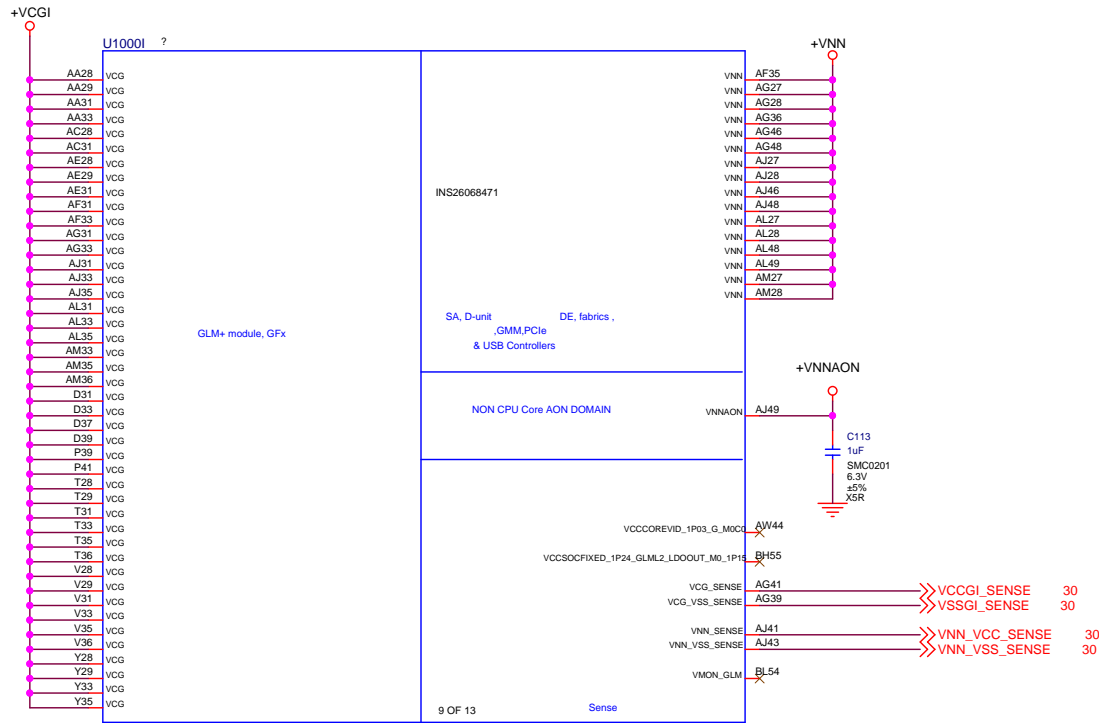 +VCGI
U1000I ?
+VNN
AA28 VCG
AA29 VCG
AA31 VCG
AA33 VCG
AC28 VCG
AC31 VCG
AE28 VCG
AE29 VCG
AE31 VCG
AF31 VCG
AF33 VCG
AG31 VCG
AG33 VCG
AJ31 VCG
AJ33 VCG
AJ35 VCG
AL31 VCG
AL33 VCG
AL35 VCG
AM33 VCG
AM35 VCG
AM36 VCG
D31 VCG
D33 VCG
D37 VCG
D39 VCG
P39 VCG
P41 VCG
T28 VCG
T29 VCG
T31 VCG
T33 VCG
T35 VCG
T36 VCG
V28 VCG
V29 VCG
V31 VCG
V33 VCG
V35 VCG
V36 VCG
Y28 VCG
Y29 VCG
Y33 VCG
Y35 VCG
GLM+ module, GFx
INS26068471
SA, D-unit DE, fabrics ,
,GMM,PCIe
& USB Controllers
VNN AF35
VNN AG27
VNN AG28
VNN AG36
VNN AG46
VNN AG48
VNN AJ27
VNN AJ28
VNN AJ46
VNN AJ48
VNN AL27
VNN AL28
VNN AL48
VNN AL49
VNN AM27
VNN AM28
+VNNAON
NON CPU Core AON DOMAIN
VNNAON AJ49
C113
1uF
SMC0201
6.3V
±5%
X5R
VCCCOREVID_1P03_G_M0C0 AW44
VCCSOCFIXED_1P24_GLML2_LDOOUT_M0_1P15 BH55
VCG_SENSE AG41 VCCGI_SENSE 30
VCG_VSS_SENSE AG39 VSSGI_SENSE 30
VNN_SENSE AJ41 VNN_VCC_SENSE 30
VNN_VSS_SENSE AJ43 VNN_VSS_SENSE 30
VMON_GLM BL54
9 OF 13
Sense